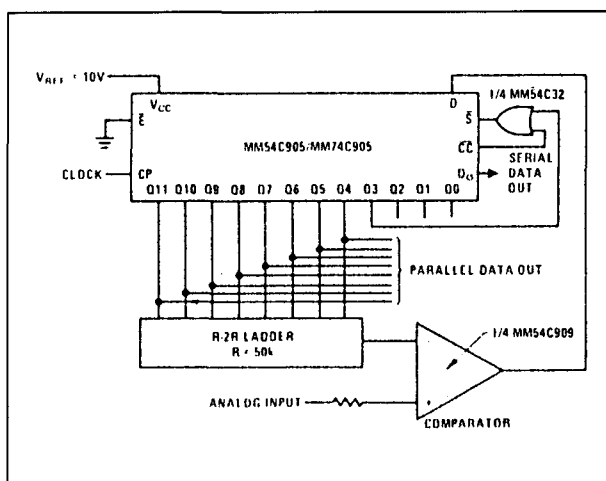 VREF = 10V
VCC
D
1/4 MM54C32
E
MM54C905/MM74C905
S
CC
CLOCK
CP
DO
SERIAL
DATA
OUT
Q11 Q10 Q9 Q8 Q7 Q6 Q5 Q4 Q3 Q2 Q1 Q0
PARALLEL DATA OUT
R-2R LADDER
R = 50k
1/4 MM54C909
+
ANALOG INPUT
COMPARATOR